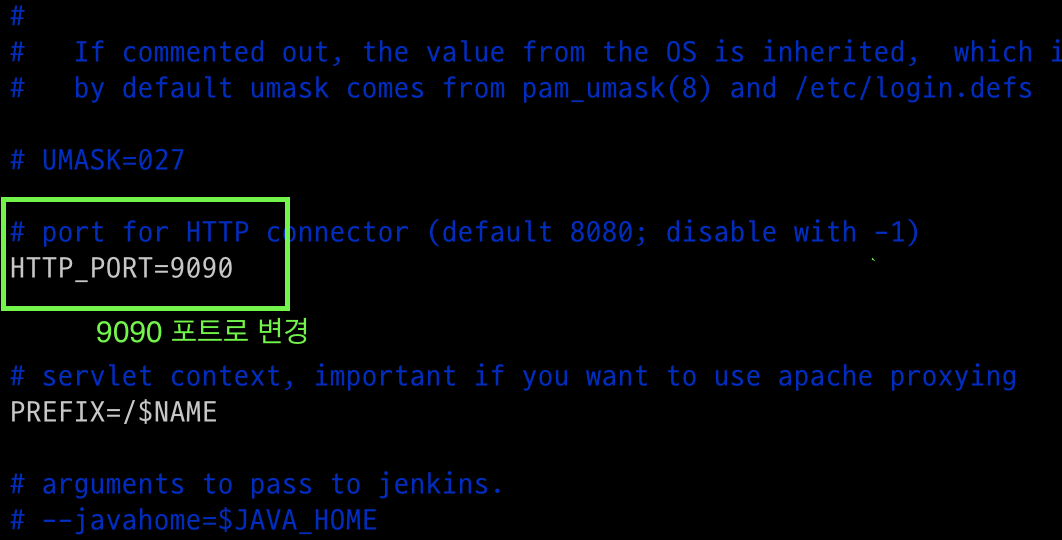 #
#   If commented out, the value from the OS is inherited,  which i
#   by default umask comes from pam_umask(8) and /etc/login.defs
# UMASK=027
# port for HTTP connector (default 8080; disable with -1)
HTTP_PORT=9090
9090 포트로 변경
# servlet context, important if you want to use apache proxying
PREFIX=/$NAME
# arguments to pass to jenkins.
# --javahome=$JAVA_HOME